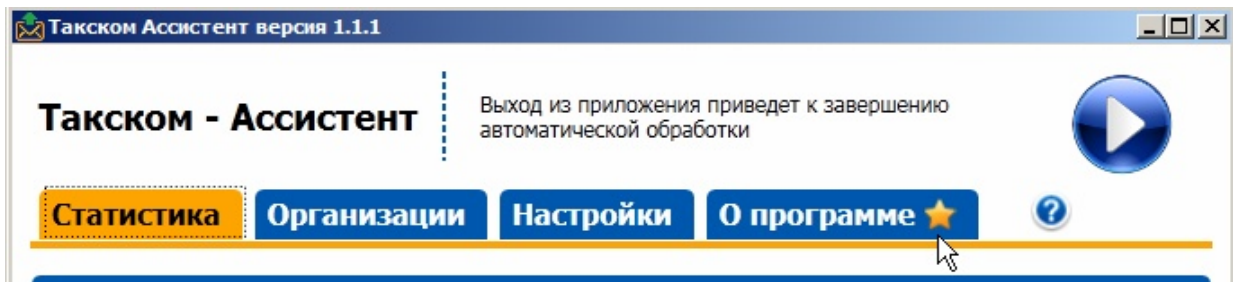 Такском Ассистент версия 1.1.1
Такском - Ассистент
Выход из приложения приведет к завершению
автоматической обработки
Статистика Организации Настройки О программе
?